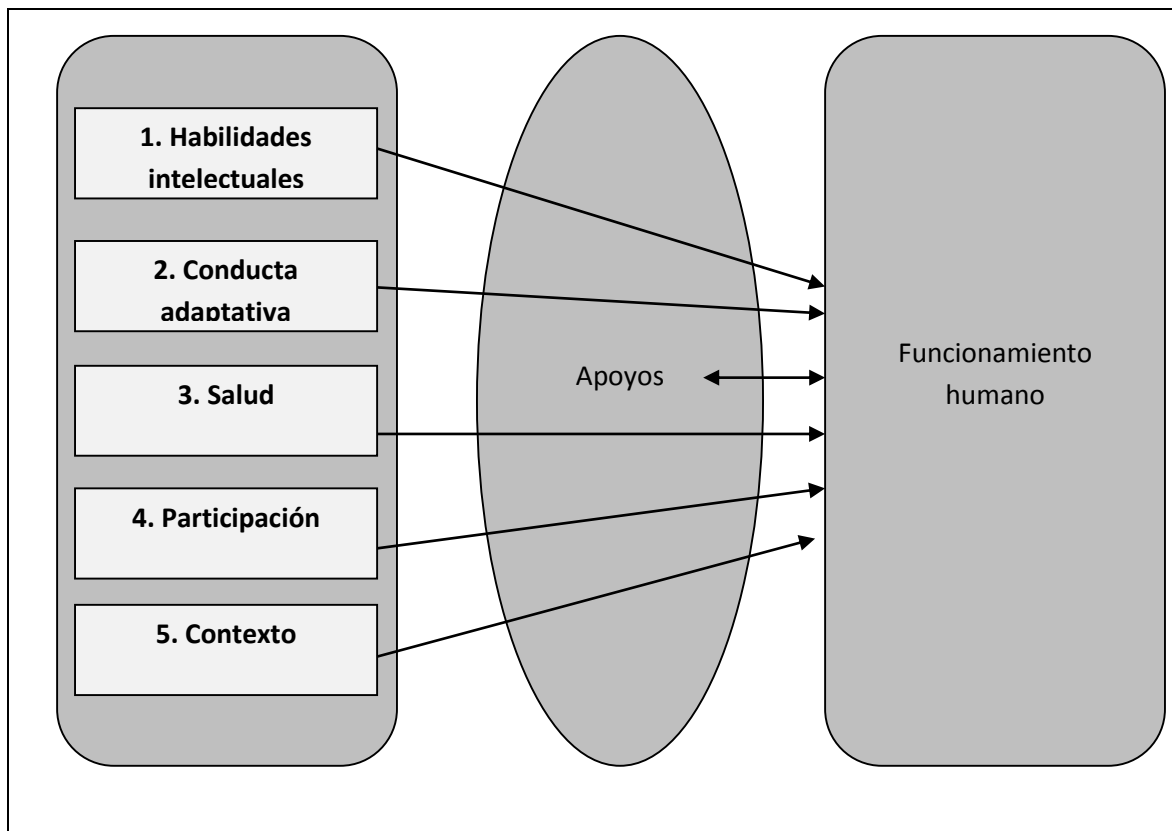 1. Habilidades
intelectuales
2. Conducta
adaptativa
3. Salud
4. Participación
5. Contexto
Apoyos
Funcionamiento
humano